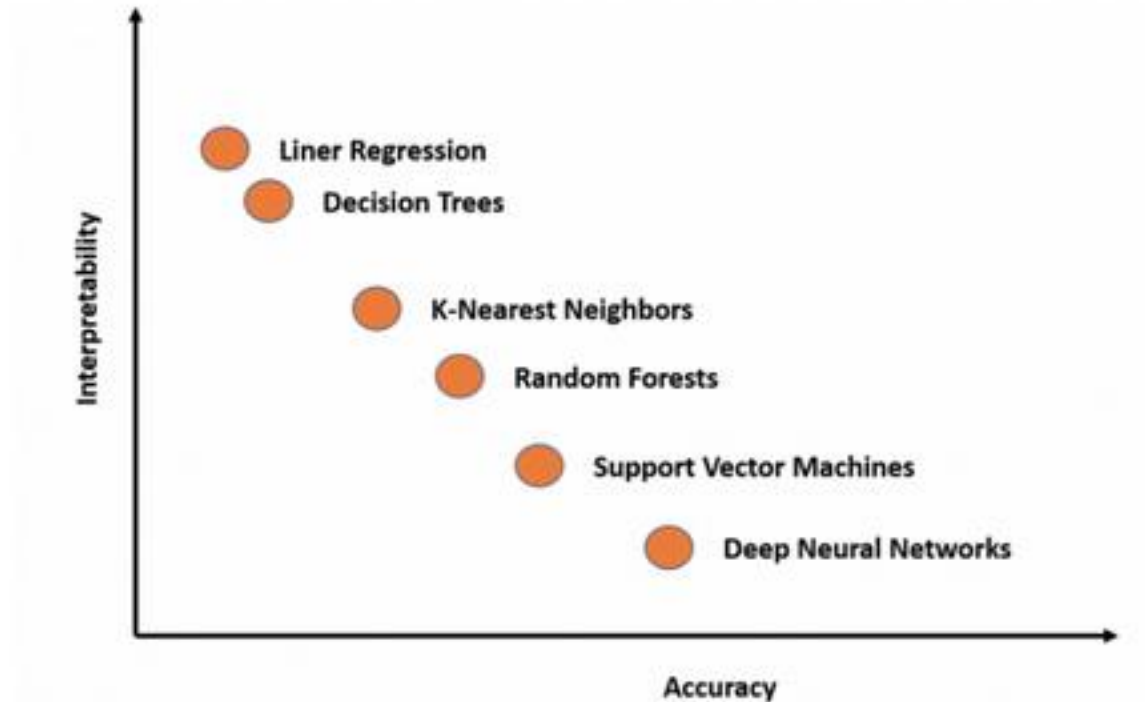 Liner Regression
Decision Trees
Interpretability
K-Nearest Neighbors
Random Forests
Support Vector Machines
Deep Neural Networks
Accuracy